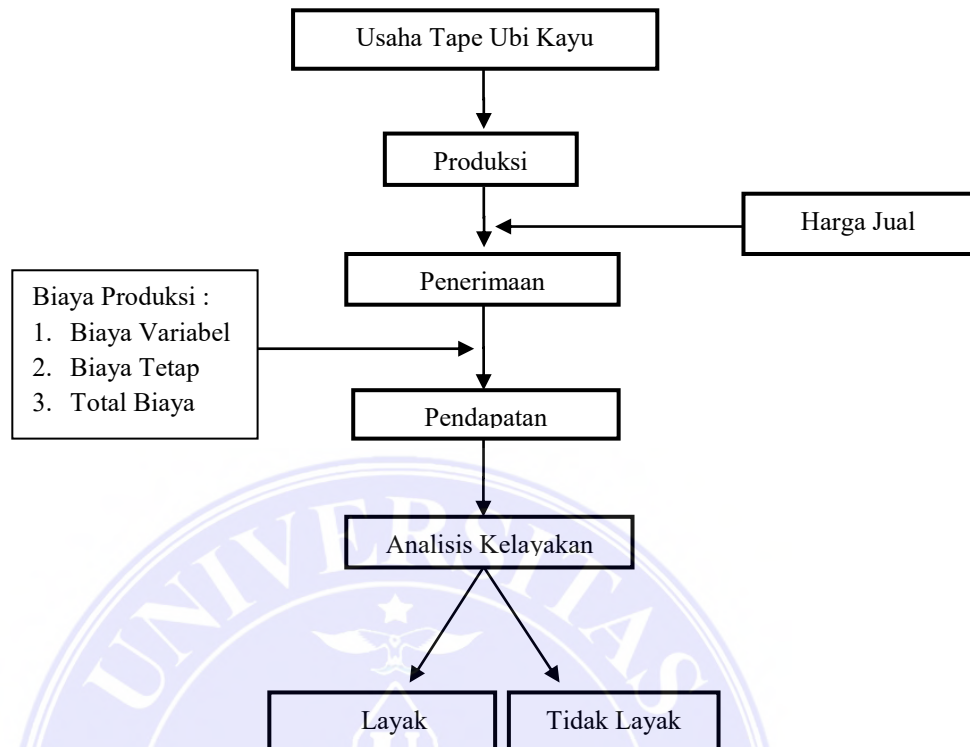 Usaha Tape Ubi Kayu
Produksi
Harga Jual
Penerimaan
Biaya Produksi :
1. Biaya Variabel
2. Biaya Tetap
3. Total Biaya
Pendapatan
Analisis Kelayakan
UNIVERSITAS
Layak
Tidak Layak